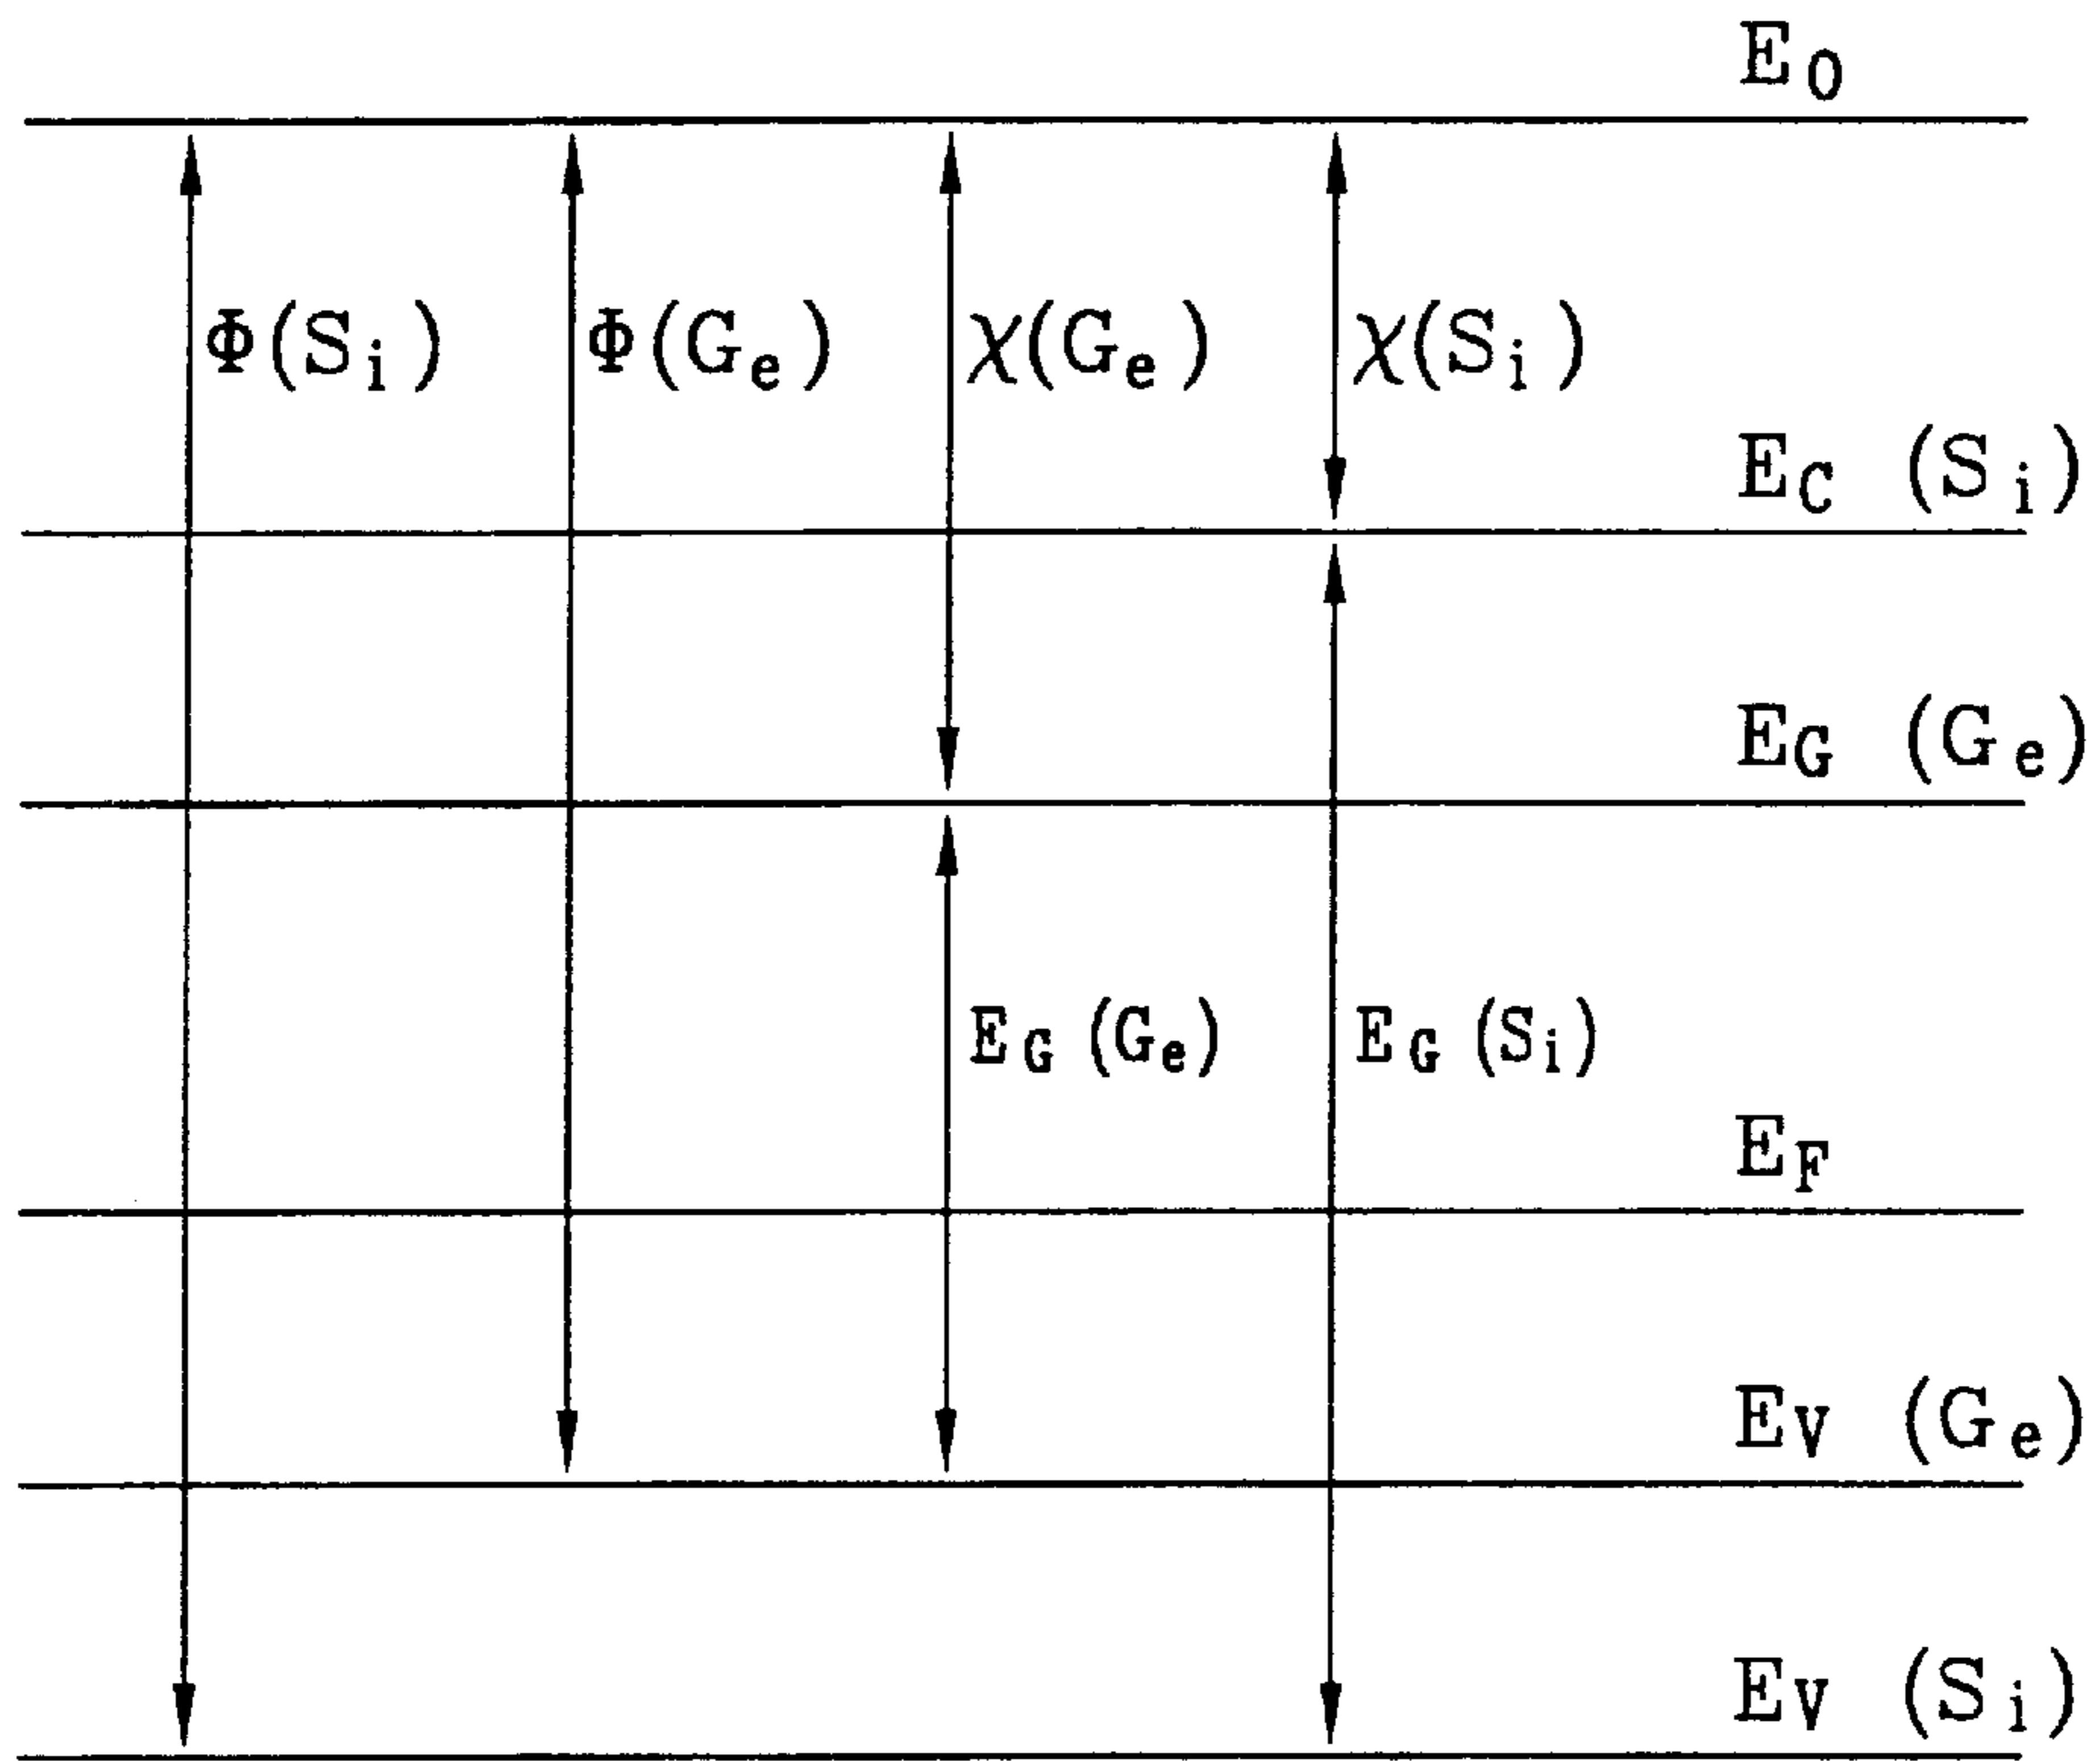 E0
Φ(Si) Φ(Ge) χ(Ge) χ(Si)
EC (Si)
EG (Ge)
EG (Ge) EG (Si)
EF
EV (Ge)
EV (Si)